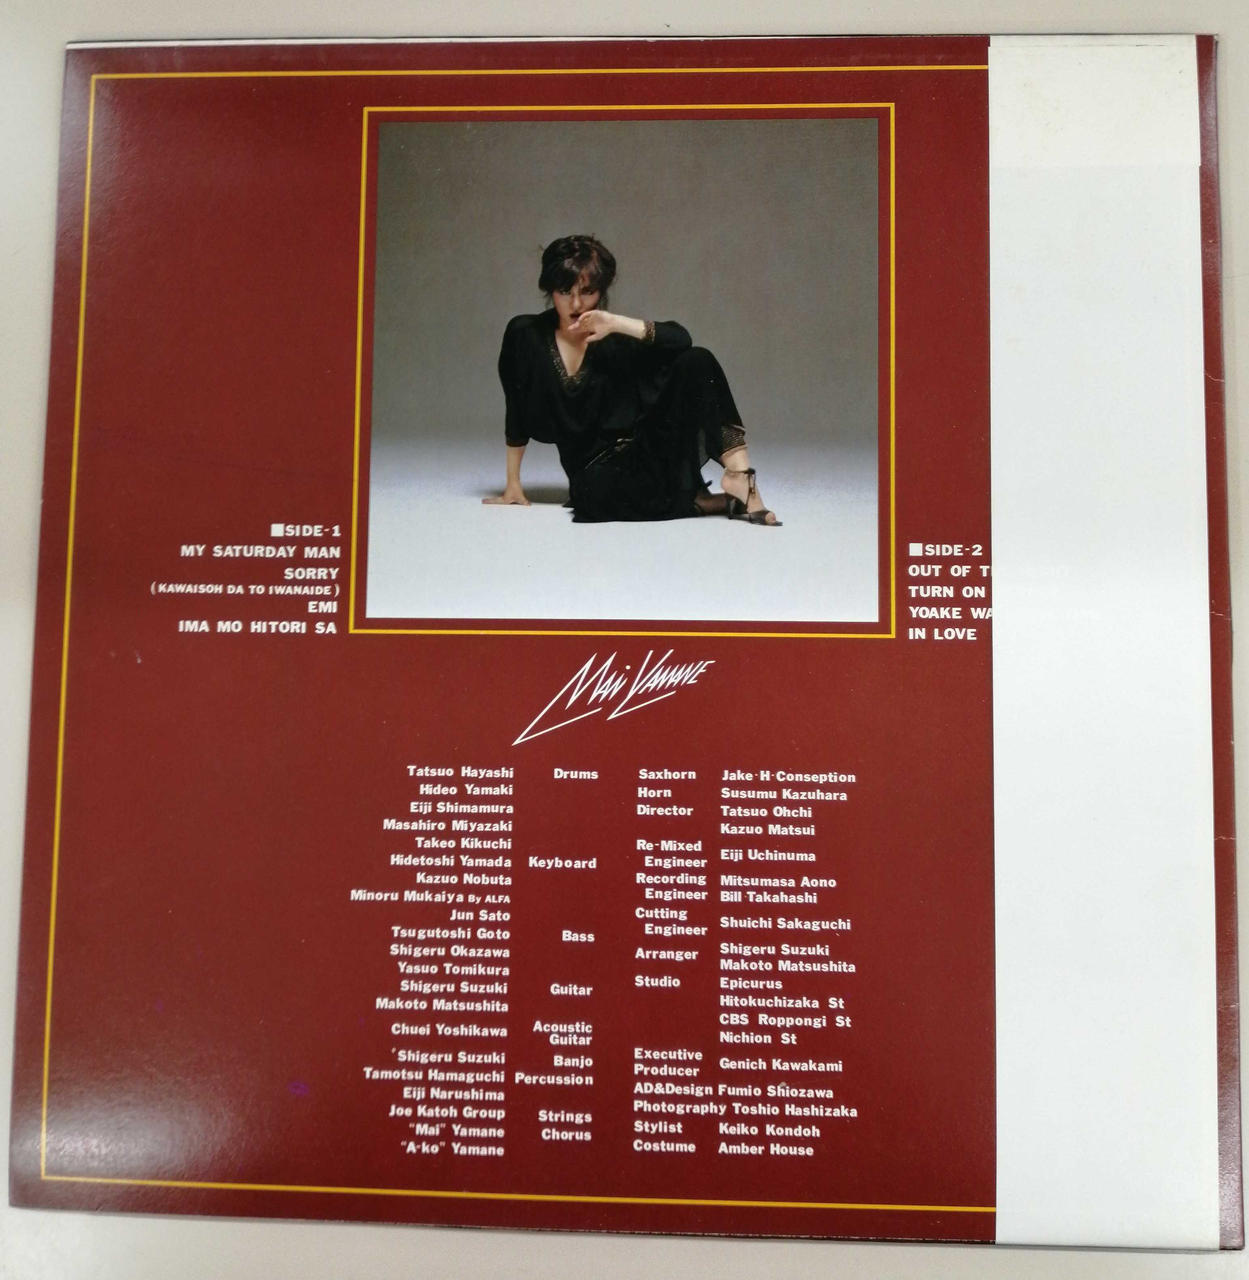 ■SIDE-1
MY SATURDAY MAN
SORRY
(KAWAISOH DA TO IWANAIDE)
EMI
IMA MO HITORI SA
■SIDE-2
OUT OF
TURN ON
YOAKE
IN LOVE
Mai Yamane
Tatsuo Hayashi Drums
Hideo Yamaki
Eiji Shimamura
Masahiro Miyazaki
Takeo Kikuchi
Hidetoshi Yamada Keyboard
Kazuo Nobuta
Minoru Mukaiya By ALFA
Jun Sato
Tsugutoshi Goto Bass
Shigeru Okazawa
Yasuo Tomikura
Shigeru Suzuki Guitar
Makoto Matsushita
Chuei Yoshikawa Acoustic
Guitar
Shigeru Suzuki Banjo
Tamotsu Hamaguchi Percussion
Eiji Narushima
Joe Katoh Group Strings
"Mai" Yamane Chorus
"A-ko" Yamane
Saxhorn Jake·H·Conseption
Horn Susumu Kazuhara
Director Tatsuo Ohchi
Kazuo Matsui
Re-Mixed
Engineer Eiji Uchinuma
Recording Mitsumasa Aono
Engineer Bill Takahashi
Cutting
Engineer Shuichi Sakaguchi
Arranger Shigeru Suzuki
Makoto Matsushita
Studio Epicurus
Hitokuchizaka St
CBS Roppongi St
Nichion St
Executive
Producer Genich Kawakami
AD&Design Fumio Shiozawa
Photography Toshio Hashizaka
Stylist Keiko Kondoh
Costume Amber House